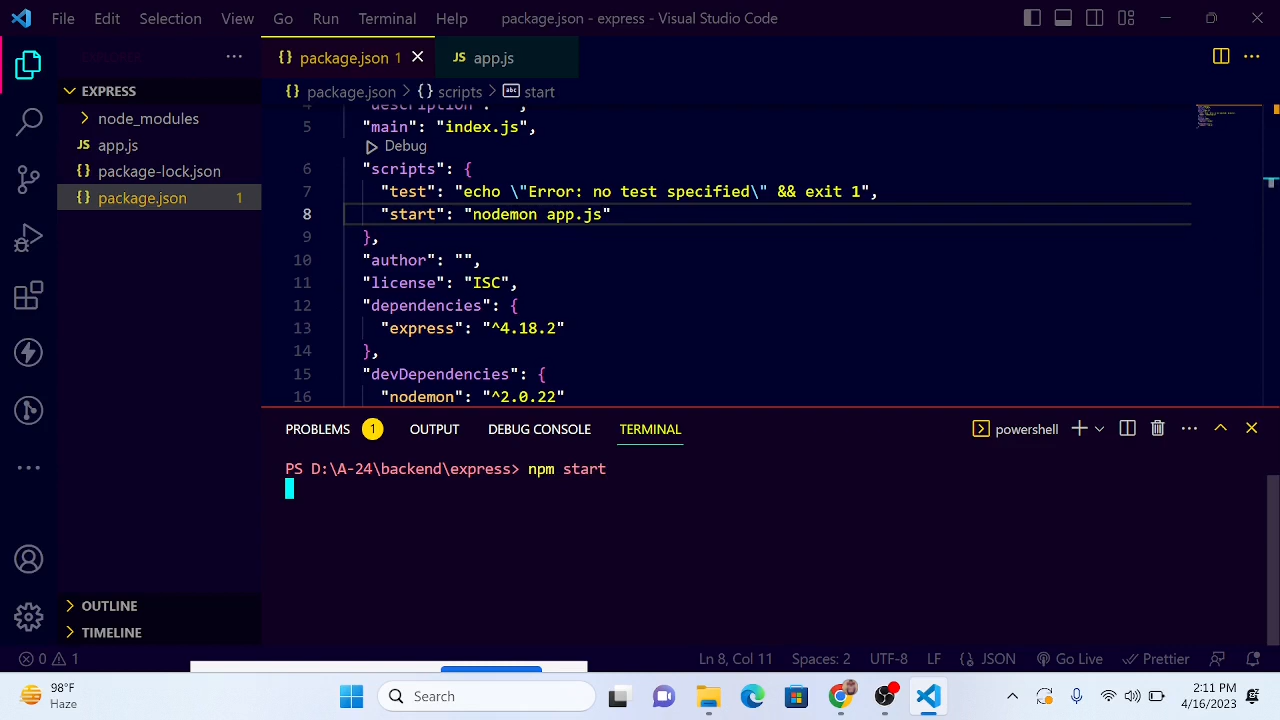 File Edit Selection View Go Run Terminal Help package.json - express - Visual Studio Code
package.json 1
JS app.js
EXPRESS
node_modules
JS app.js
package-lock.json
package.json 1
OUTLINE
TIMELINE
{} package.json > {} scripts > abc start
4 "description": "",
5 "main": "index.js",
Debug
6 "scripts": {
7 "test": "echo \"Error: no test specified\" && exit 1",
8 "start": "nodemon app.js"
9 },
10 "author": "",
11 "license": "ISC",
12 "dependencies": {
13 "express": "^4.18.2"
14 },
15 "devDependencies": {
16 "nodemon": "^2.0.22"
PROBLEMS 1 OUTPUT DEBUG CONSOLE TERMINAL powershell
PS D:\A-24\backend\express> npm start
0 1 Ln 8, Col 11 Spaces: 2 UTF-8 LF {} JSON Go Live Prettier
98°F
Haze
Search
2:11 PM
4/16/2023